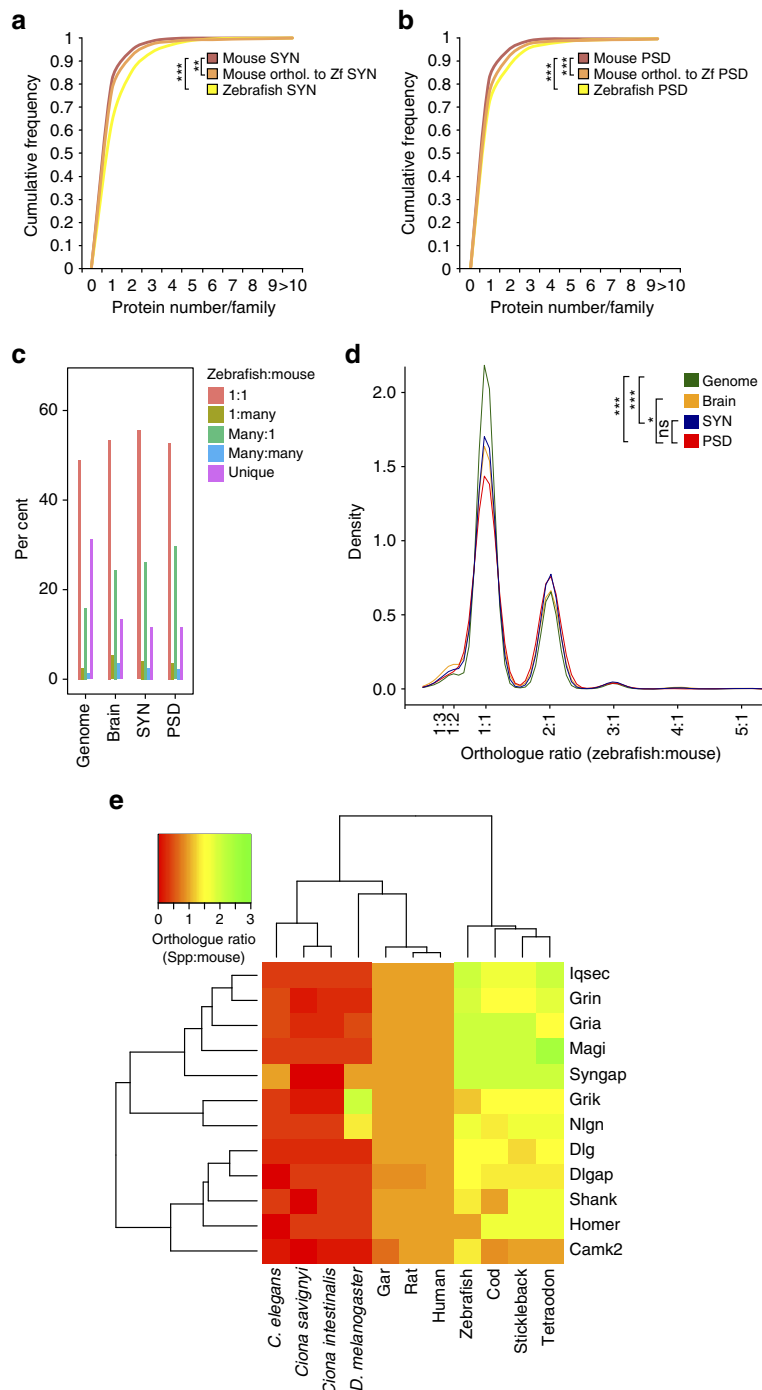 a
1
0.9
0.8
0.7
0.6
0.5
0.4
0.3
0.2
0.1
0
Cumulative frequency
*** **
Mouse SYN
Mouse orthol. to Zf SYN
Zebrafish SYN
0 1 2 3 4 5 6 7 8 9 >10
Protein number/family
b
1
0.9
0.8
0.7
0.6
0.5
0.4
0.3
0.2
0.1
0
Cumulative frequency
*** ***
Mouse PSD
Mouse orthol. to Zf PSD
Zebrafish PSD
0 1 2 3 4 5 6 7 8 9 >10
Protein number/family
c
Zebrafish:mouse
1:1
1:many
Many:1
Many:many
Unique
60
40
20
0
Per cent
Genome
Brain
SYN
PSD
d
2.0
1.5
1.0
0.5
0.0
Density
*** *** * ns
Genome
Brain
SYN
PSD
1:3
1:2
1:1
2:1
3:1
4:1
5:1
Orthologue ratio (zebrafish:mouse)
e
0 1 2 3
Orthologue ratio
(Spp:mouse)
Iqsec
Grin
Gria
Magi
Syngap
Grik
Nlgn
Dlg
Dlgap
Shank
Homer
Camk2
C. elegans
Ciona savignyi
Ciona intestinalis
D. melanogaster
Gar
Rat
Human
Zebrafish
Cod
Stickleback
Tetraodon